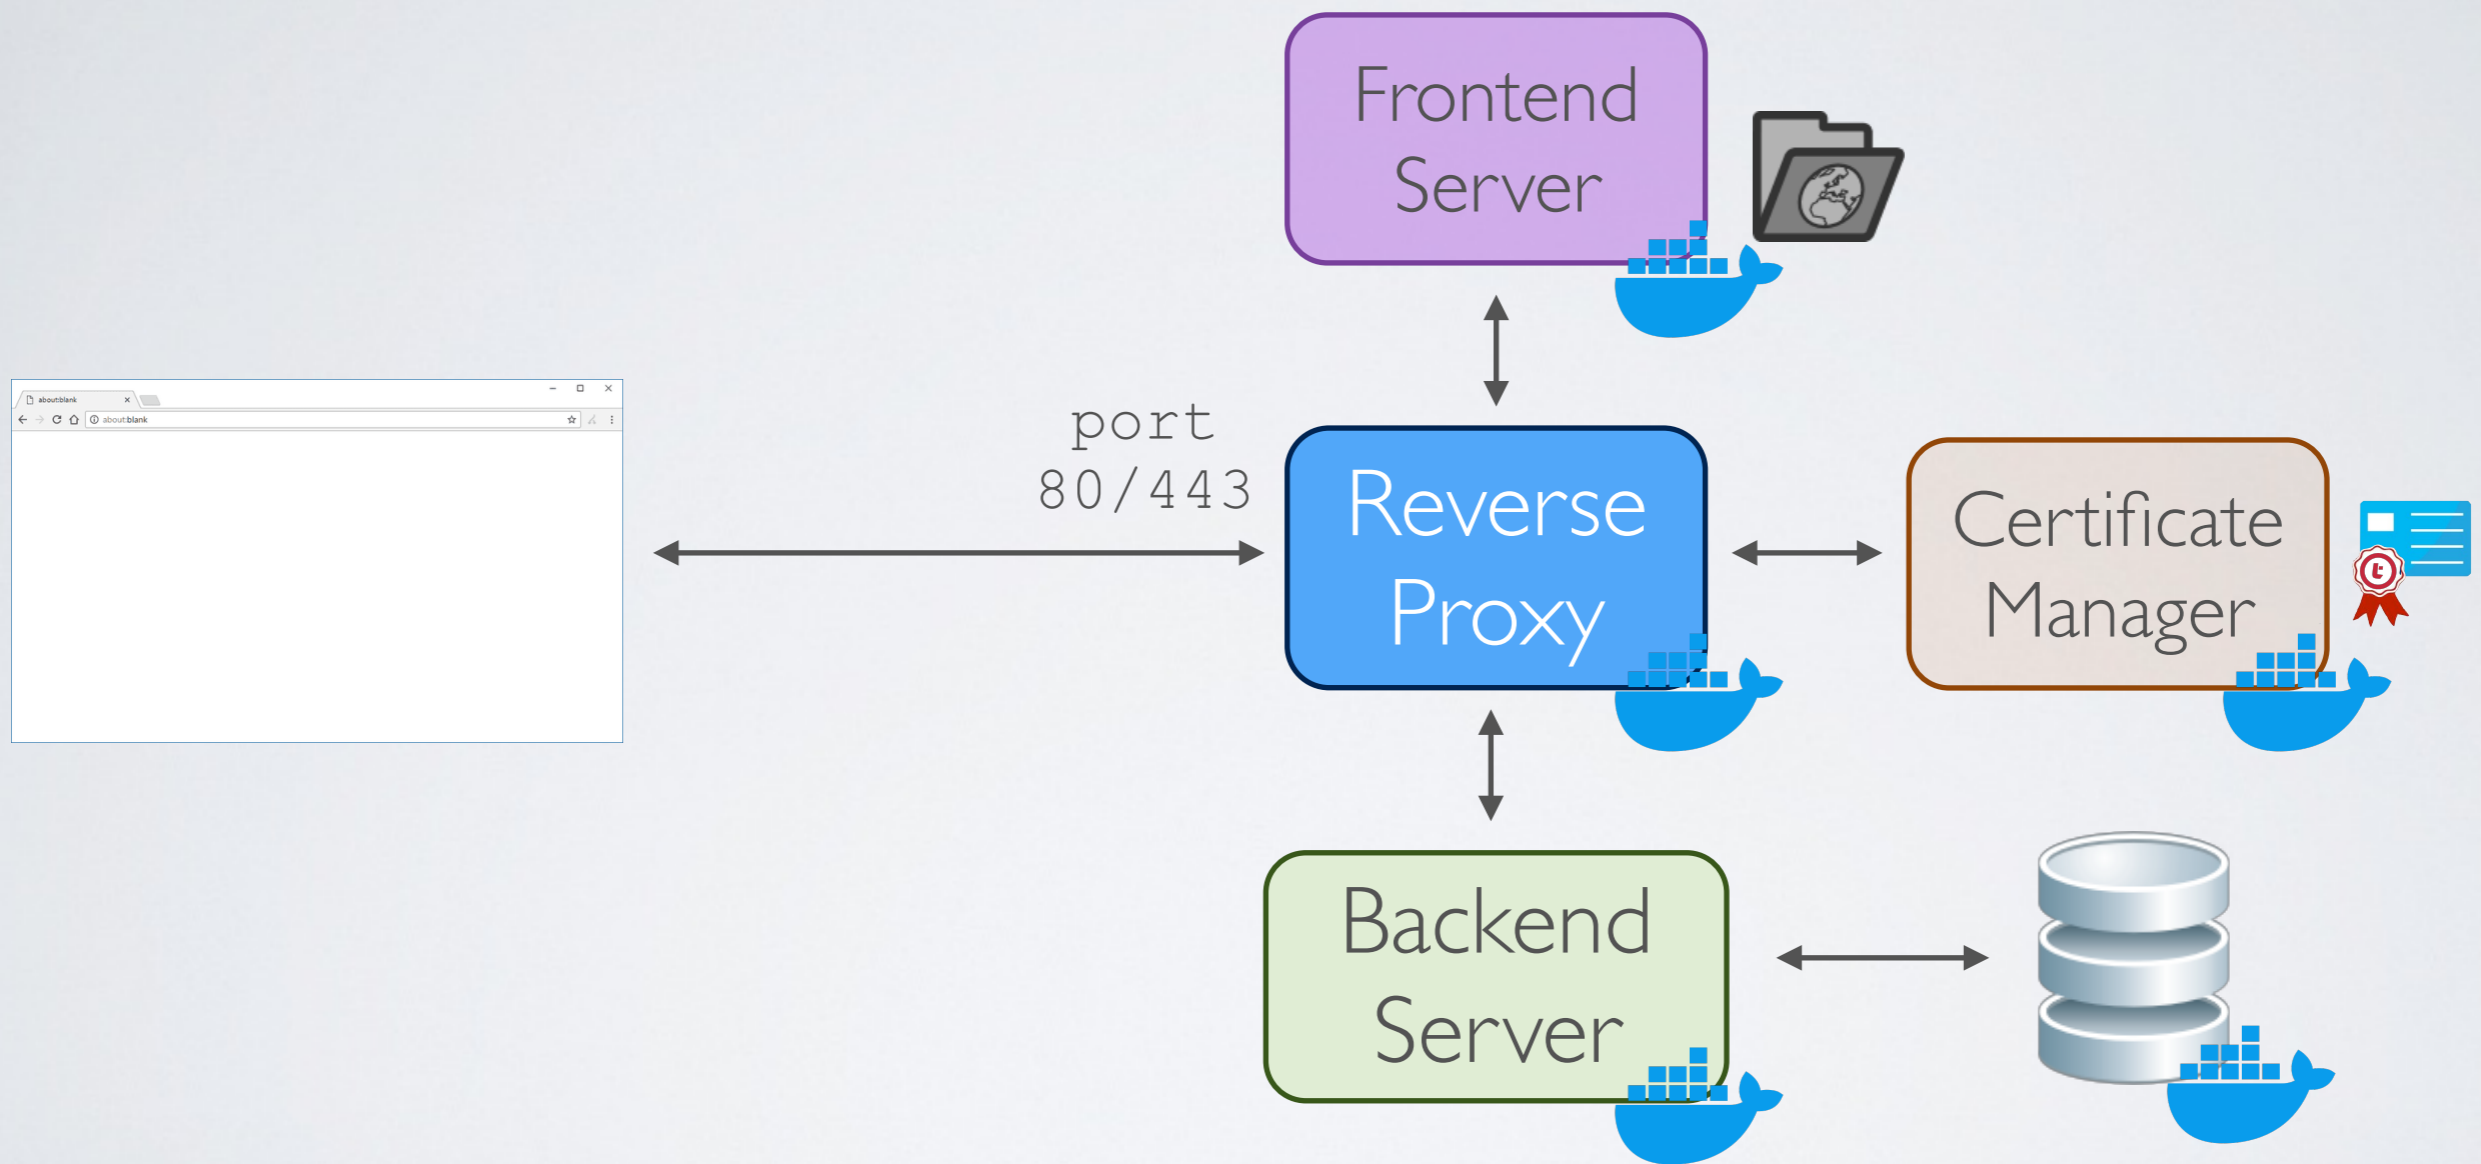 Frontend
Server
about:blank
about:blank
port
80/443
Reverse
Proxy
Certificate
Manager
t
Backend
Server